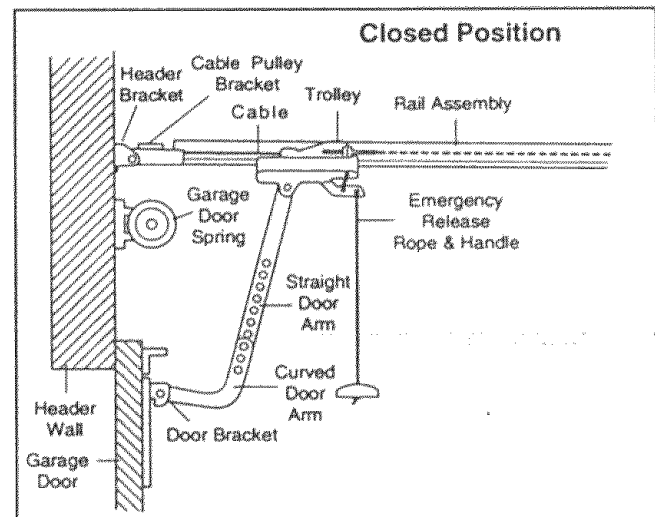 Closed Position
Header
Bracket
Cable Pulley
Bracket
Cable
Trolley
Rail Assembly
Garage
Door
Spring
Emergency
Release
Rope & Handle
Straight
Door
Arm
Curved
Door
Arm
Header
Wall
Door Bracket
Garage
Door